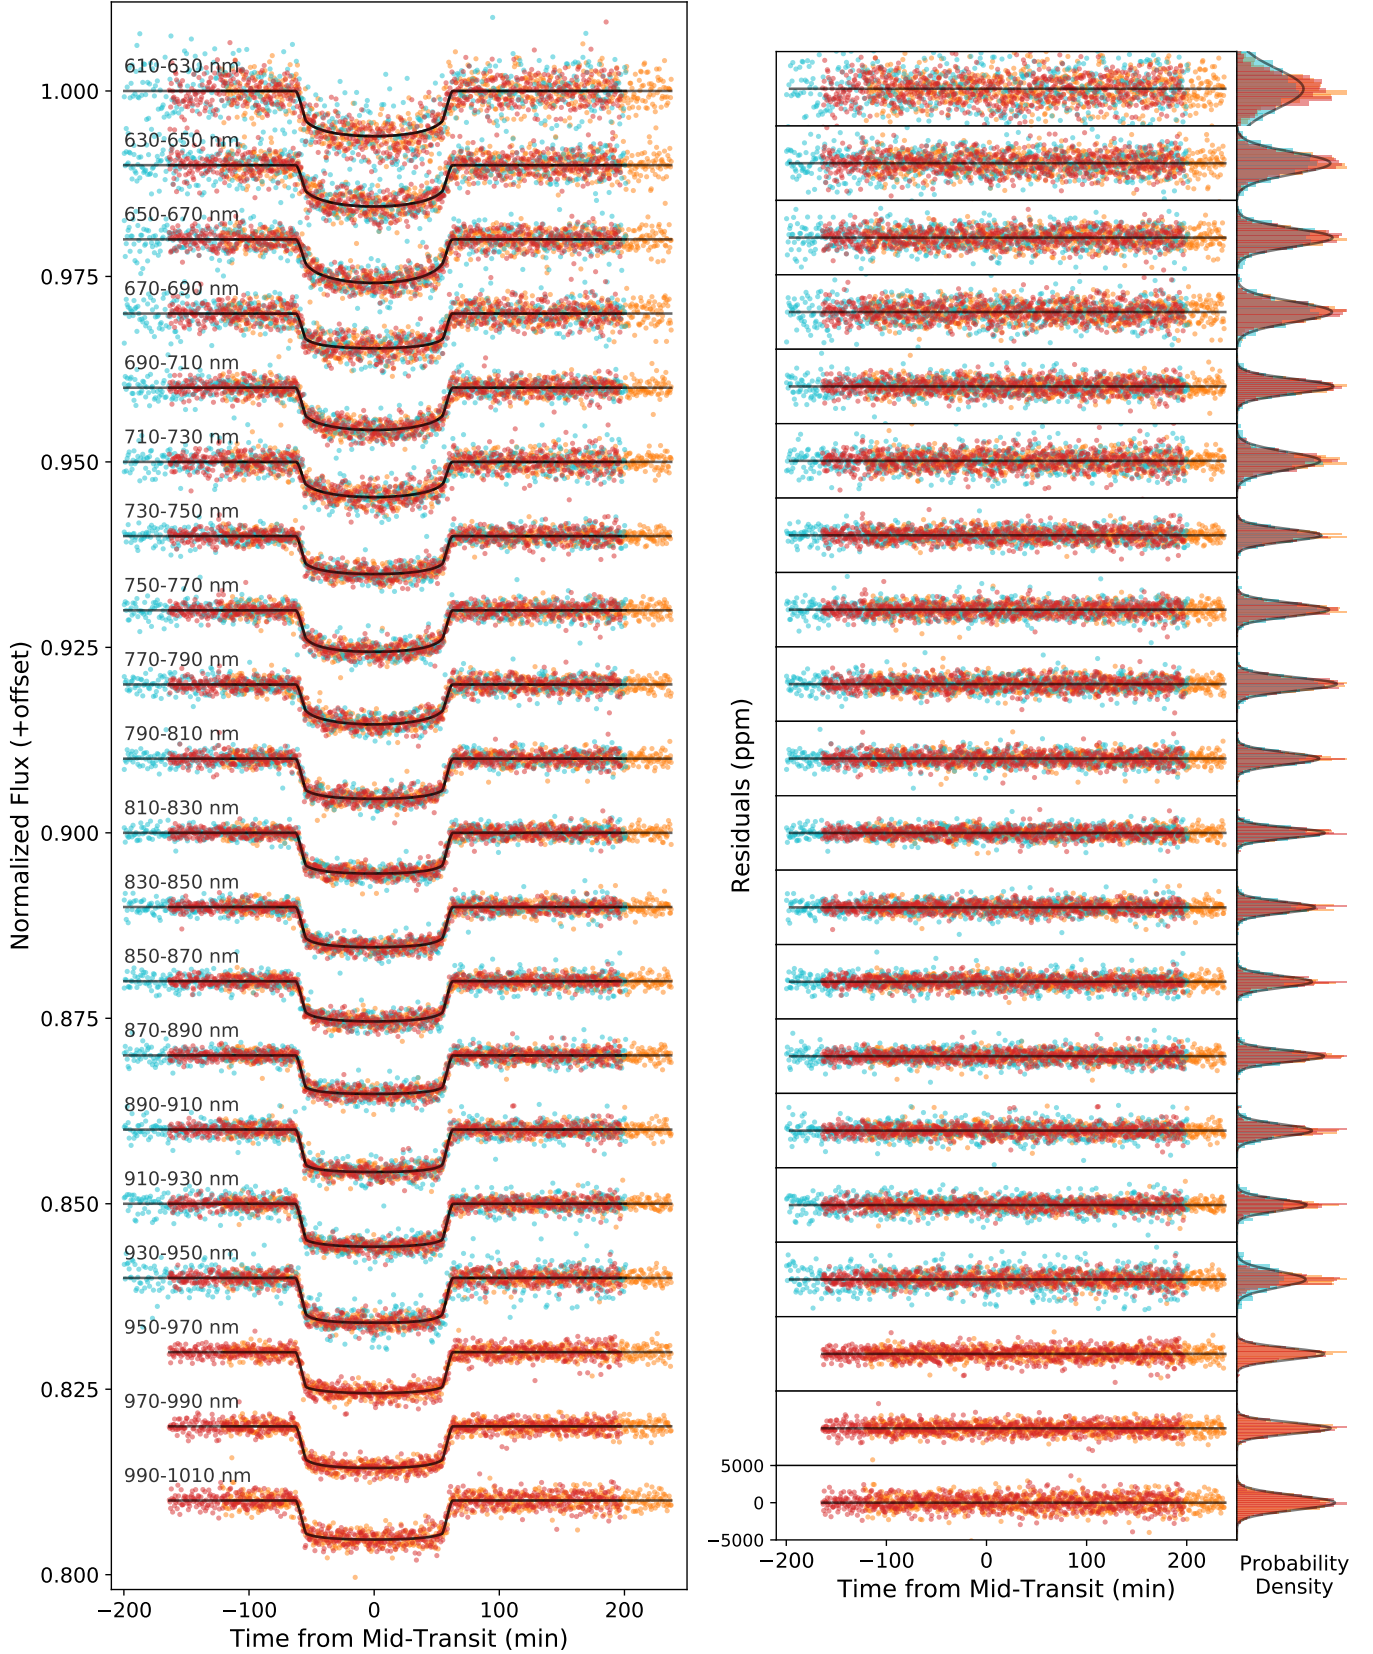 610-630 nm
1.000
630-650 nm
650-670 nm
0.975
670-690 nm
690-710 nm
710-730 nm
0.950
730-750 nm
750-770 nm
0.925
770-790 nm
790-810 nm
810-830 nm
0.900
830-850 nm
850-870 nm
0.875
870-890 nm
890-910 nm
910-930 nm
0.850
930-950 nm
950-970 nm
0.825
970-990 nm
990-1010 nm
0.800
Normalized Flux (+offset)
−200 −100 0 100 200
Time from Mid-Transit (min)
Residuals (ppm)
5000
0
−5000
−200 −100 0 100 200
Time from Mid-Transit (min)
Probability
Density